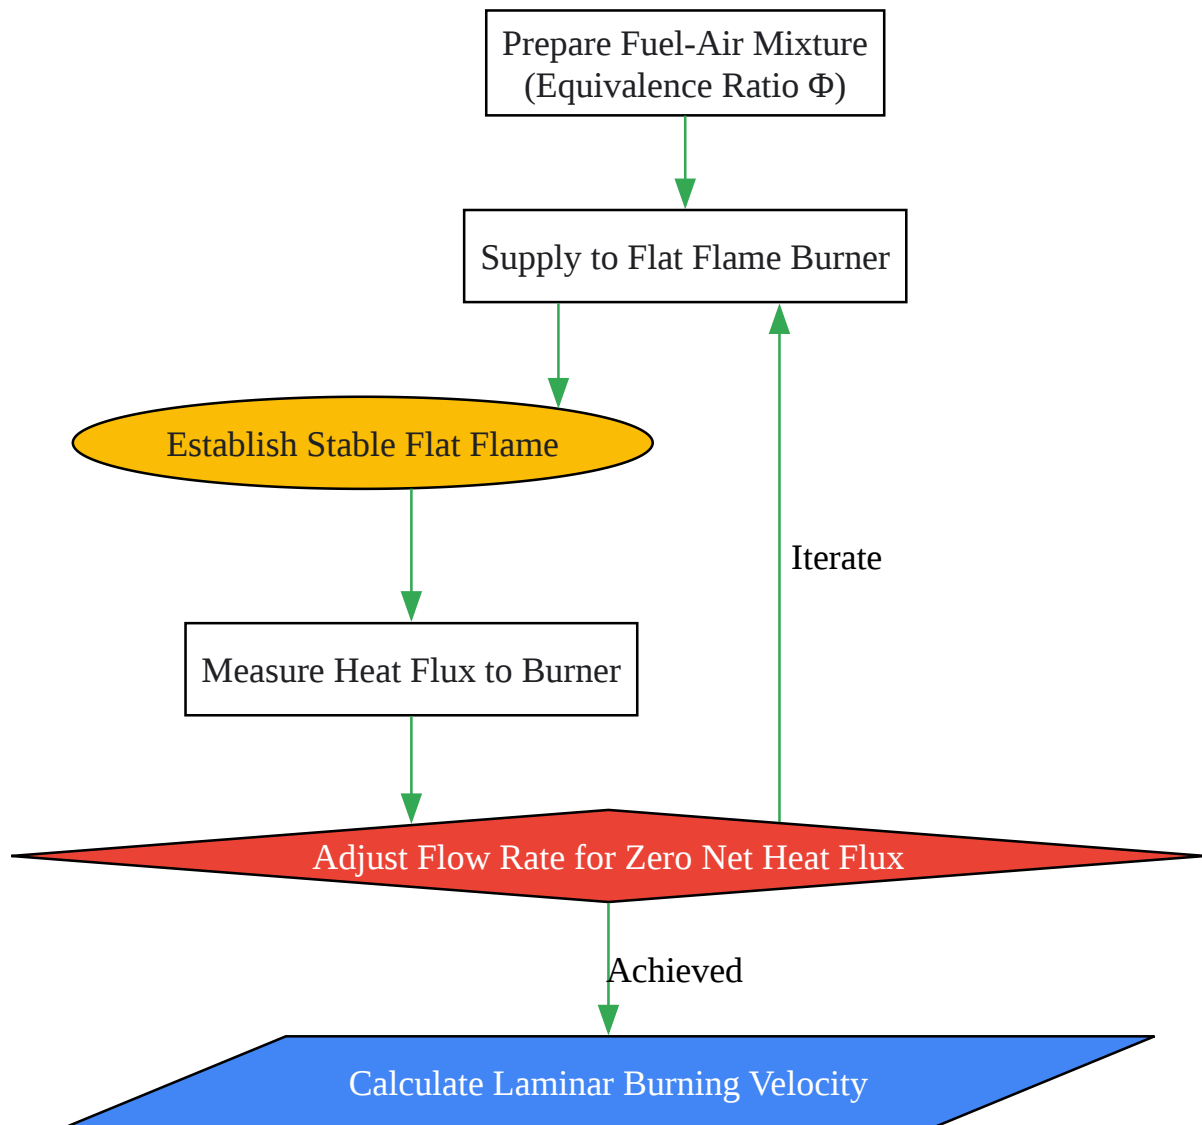 Prepare Fuel-Air Mixture
(Equivalence Ratio Φ)
Supply to Flat Flame Burner
Establish Stable Flat Flame
Iterate
Measure Heat Flux to Burner
Adjust Flow Rate for Zero Net Heat Flux
Achieved
Calculate Laminar Burning Velocity